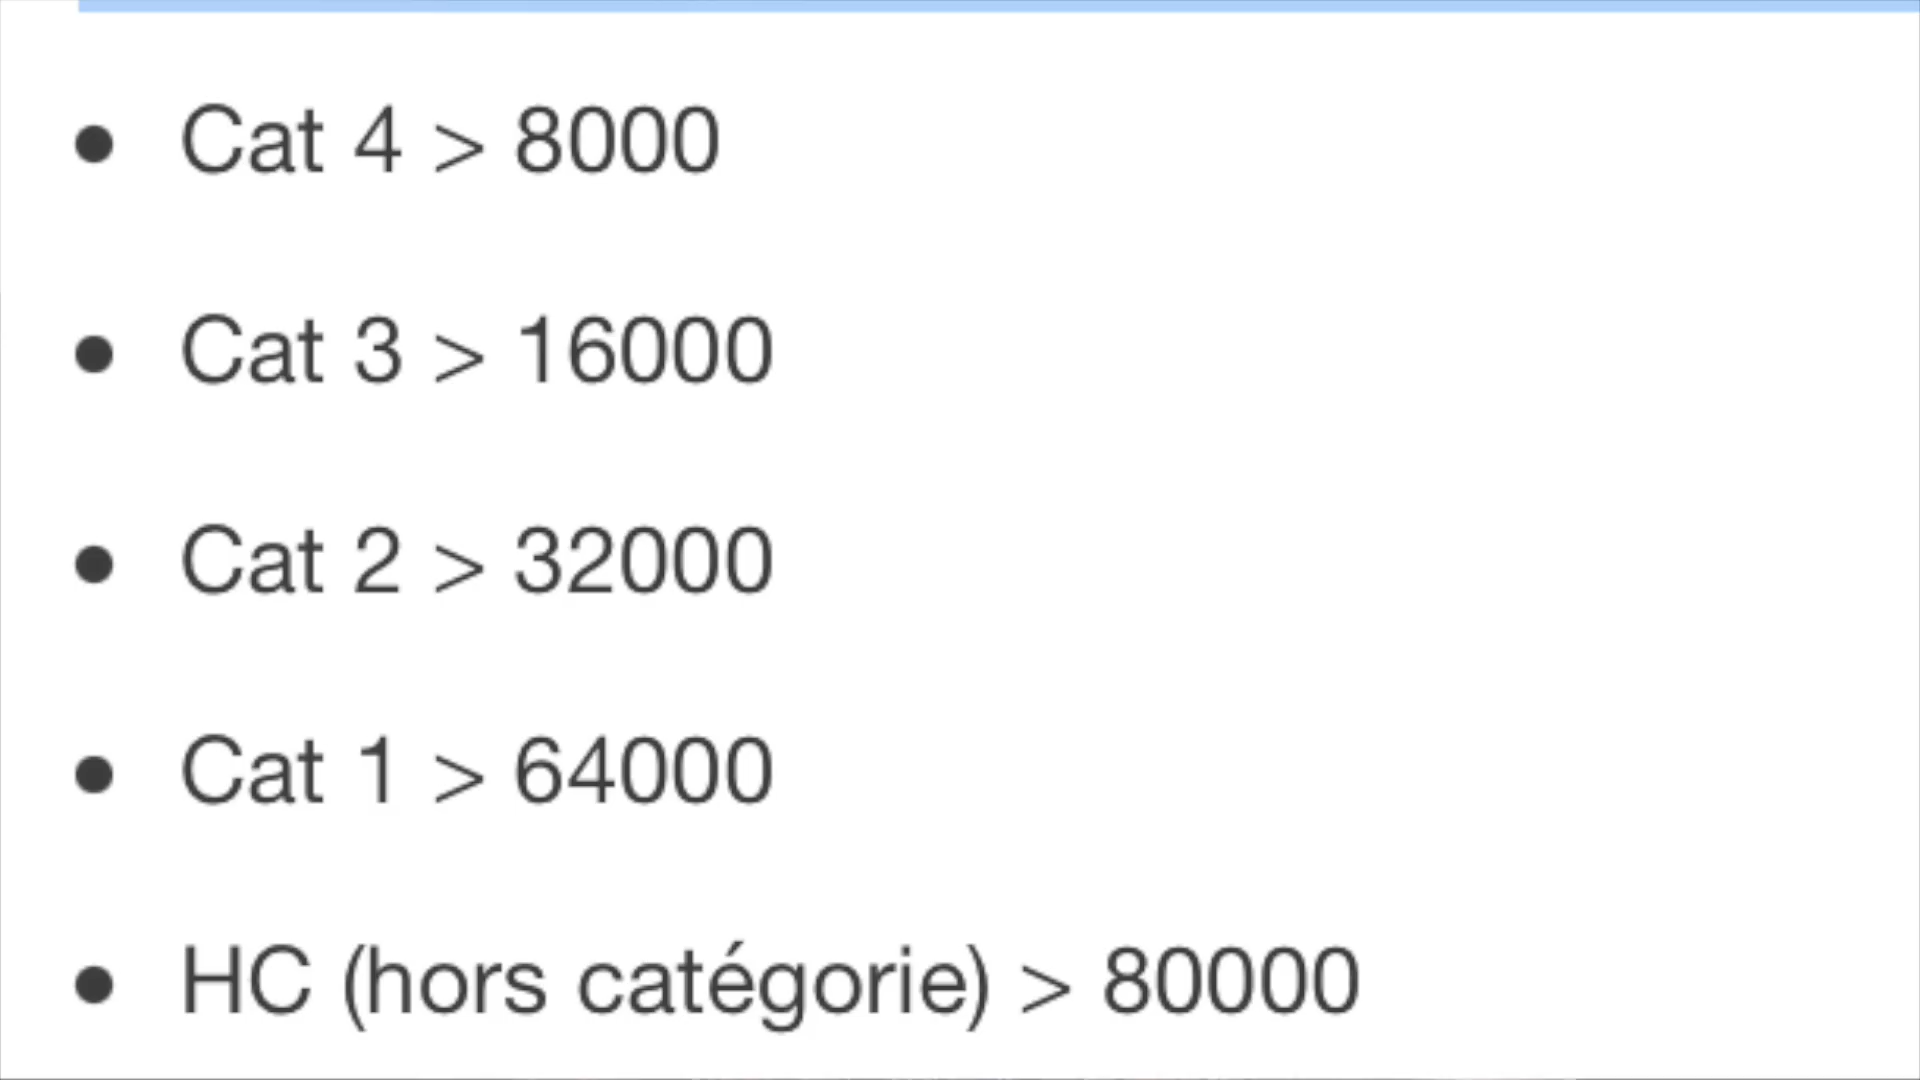 • Cat 4 > 8000
• Cat 3 > 16000
• Cat 2 > 32000
• Cat 1 > 64000
• HC (hors catégorie) > 80000